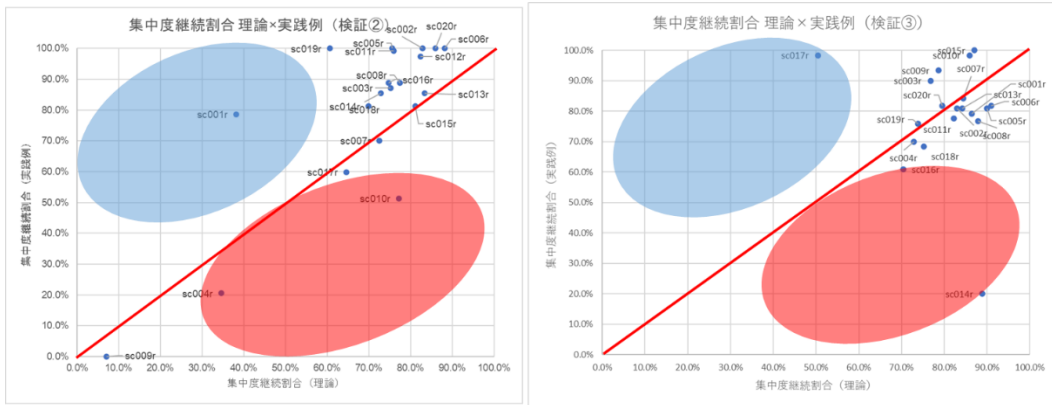 集中度継続割合 理論×実践例（検証②）
100.0%
90.0%
80.0%
70.0%
60.0%
50.0%
40.0%
30.0%
20.0%
10.0%
0.0%
集中度継続割合（実践例）
sc002r
sc020r
sc005r
sc006r
sc019r
sc011r
sc012r
sc008r
sc016r
sc003r
sc013r
sc014r
sc018r
sc001r
sc015r
sc007r
sc017r
sc010r
sc004r
sc009r
0.0%
10.0%
20.0%
30.0%
40.0%
50.0%
60.0%
70.0%
80.0%
90.0%
100.0%
集中度継続割合（理論）
集中度継続割合 理論×実践例（検証③）
100.0%
90.0%
80.0%
70.0%
60.0%
50.0%
40.0%
30.0%
20.0%
10.0%
0.0%
集中度継続割合（実践例）
sc015r
sc017r
sc010r
sc009r
sc007r
sc003r
sc001r
sc020r
sc013r
sc006r
sc019r
sc005r
sc011r
sc002r
sc008r
sc004r
sc018r
sc016r
sc014r
0.0%
10.0%
20.0%
30.0%
40.0%
50.0%
60.0%
70.0%
80.0%
90.0%
100.0%
集中度継続割合（理論）